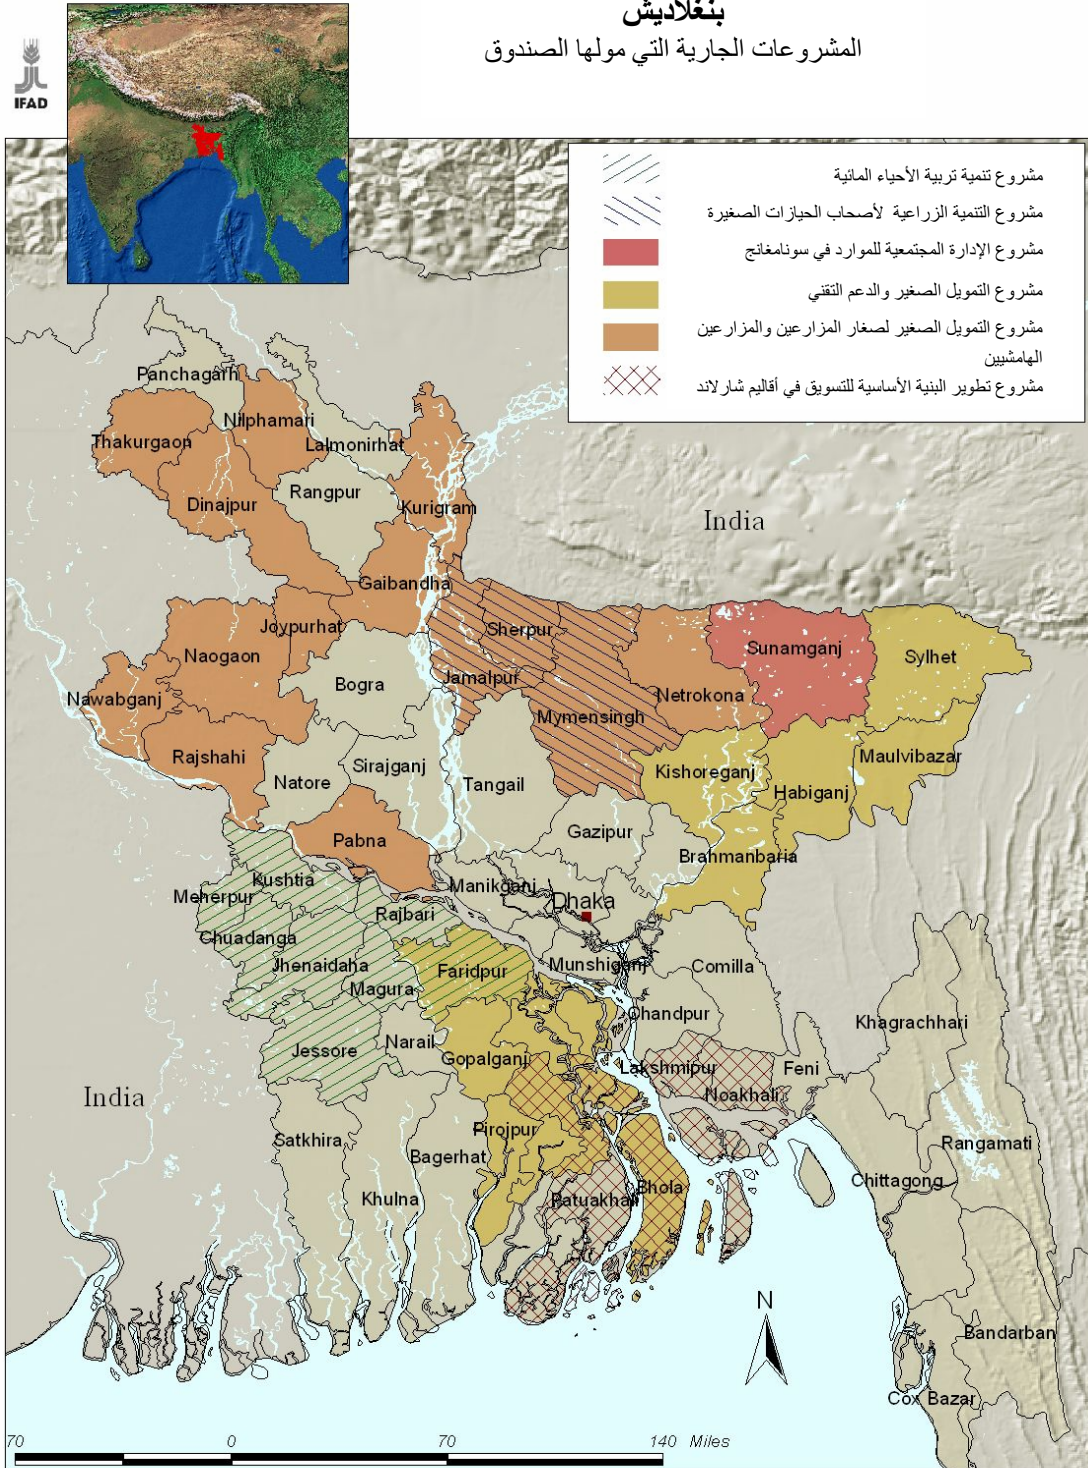 بنغلاديش
المشروعات الجارية التي مولها الصندوق
IFAD
مشروع تنمية تربية الأحياء المائية
مشروع التنمية الزراعية لأصحاب الحيازات الصغيرة
مشروع الإدارة المجتمعية للموارد في سونامغانج
مشروع التمويل الصغير والدعم التقني
مشروع التمويل الصغير لصغار المزارعين والمزارعين
الهامشيين
مشروع تطوير البنية الأساسية للتسويق في أقاليم شارلاند
Panchagarh
Nilphamari
Thakurgaon
Lalmonirhat
Rangpur
Dinajpur
Kurigram
India
Gaibandha
Joypurhat
Sherpur
Naogaon
Sunamganj
Sylhet
Bogra
Jamalpur
Nawabganj
Netrokona
Mymensingh
Rajshahi
Sirajganj
Natore
Tangail
Kishoreganj
Maulvibazar
Habiganj
Gazipur
Pabna
Brahmanbaria
Kushtia
Manikganj
Meherpur
Dhaka
Rajbari
Chuadanga
Jhenaidaha
Faridpur
Munshiganj
Comilla
Magura
Chandpur
Khagrachhari
Narail
Jessore
Gopalganj
Lakshmipur
Feni
India
Noakhali
Pirojpur
Satkhira
Rangamati
Bagerhat
Chittagong
Khulna
Patuakhali
Bhola
N
Bandarban
Cox Bazar
70 0 70 140 Miles